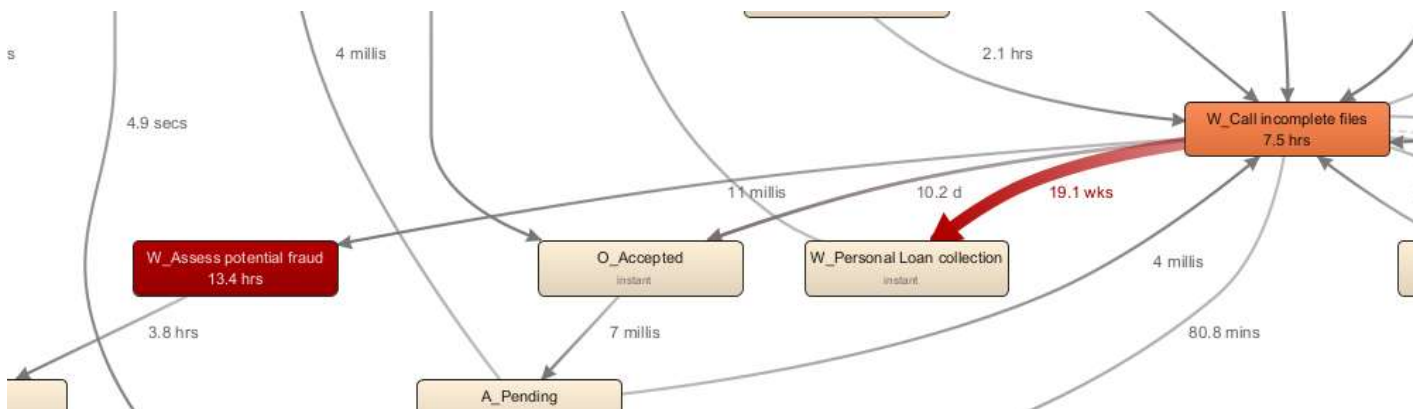 s
4 millis
2.1 hrs
4.9 secs
W_Call incomplete files
7.5 hrs
11 millis
10.2 d
19.1 wks
W_Assess potential fraud
13.4 hrs
O_Accepted
instant
W_Personal Loan collection
instant
4 millis
3.8 hrs
7 millis
80.8 mins
A_Pending